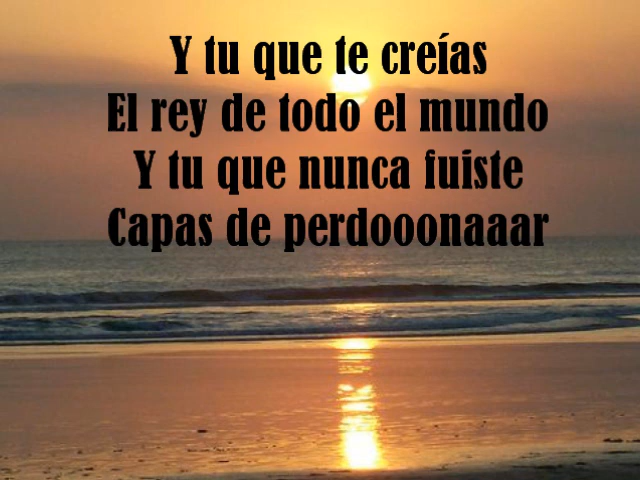 Y tu que te creías
El rey de todo el mundo
Y tu que nunca fuiste
Capas de perdooonaaar